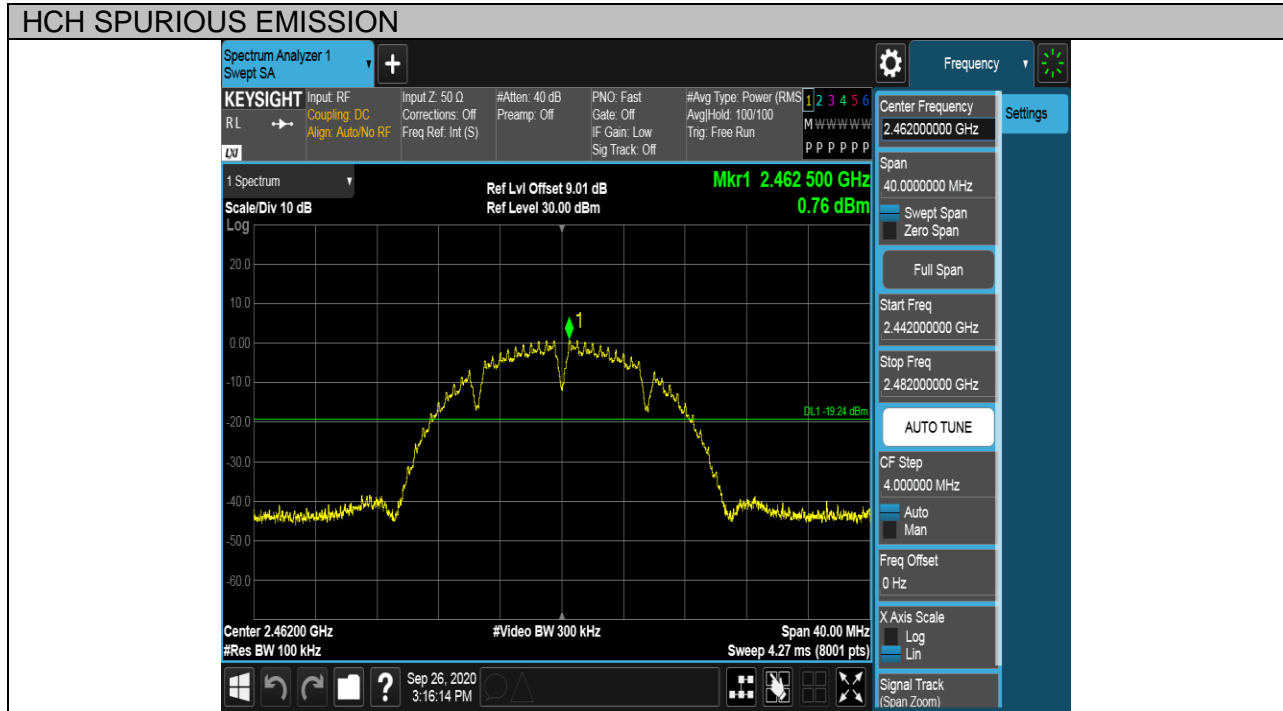 HCH SPURIOUS EMISSION
Spectrum Analyzer 1
Swept SA
+
Frequency
KEYSIGHT
RL
LXI
Input: RF
Coupling: DC
Align: Auto/No RF
Input Z: 50 Ω
Corrections: Off
Freq Ref: Int (S)
#Atten: 40 dB
Preamp: Off
PNO: Fast
Gate: Off
IF Gain: Low
Sig Track: Off
#Avg Type: Power (RMS
Avg|Hold: 100/100
Trig: Free Run
1 2 3 4 5 6
M W W W W W
P P P P P P
1 Spectrum
Scale/Div 10 dB
Ref Lvl Offset 9.01 dB
Ref Level 30.00 dBm
Mkr1 2.462 500 GHz
0.76 dBm
Log
20.0
10.0
0.00
-10.0
-20.0
-30.0
-40.0
-50.0
-60.0
1
DL1 -19.24 dBm
Center 2.46200 GHz
#Res BW 100 kHz
#Video BW 300 kHz
Span 40.00 MHz
Sweep 4.27 ms (8001 pts)
?
Sep 26, 2020
3:16:14 PM
Center Frequency
2.462000000 GHz
Settings
Span
40.0000000 MHz
Swept Span
Zero Span
Full Span
Start Freq
2.442000000 GHz
Stop Freq
2.482000000 GHz
AUTO TUNE
CF Step
4.000000 MHz
Auto
Man
Freq Offset
0 Hz
X Axis Scale
Log
Lin
Signal Track
(Span Zoom)